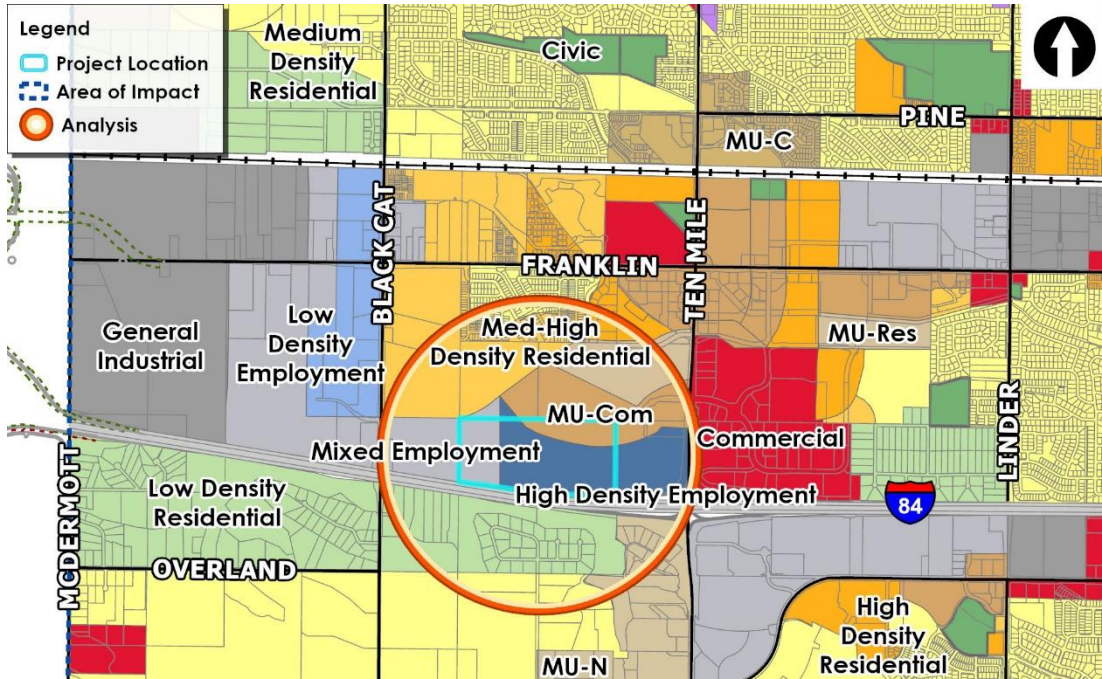 Legend
Project Location
Area of Impact
Analysis
Medium
Density
Residential
Civic
PINE
MU-C
BLACK CAT
TEN MILE
FRANKLIN
General
Industrial
Low
Density
Employment
Med-High
Density Residential
MU-Res
MU-Com
Mixed Employment
Commercial
LINDER
MCDERMOTT
Low Density
Residential
High Density Employment
84
OVERLAND
High
Density
Residential
MU-N